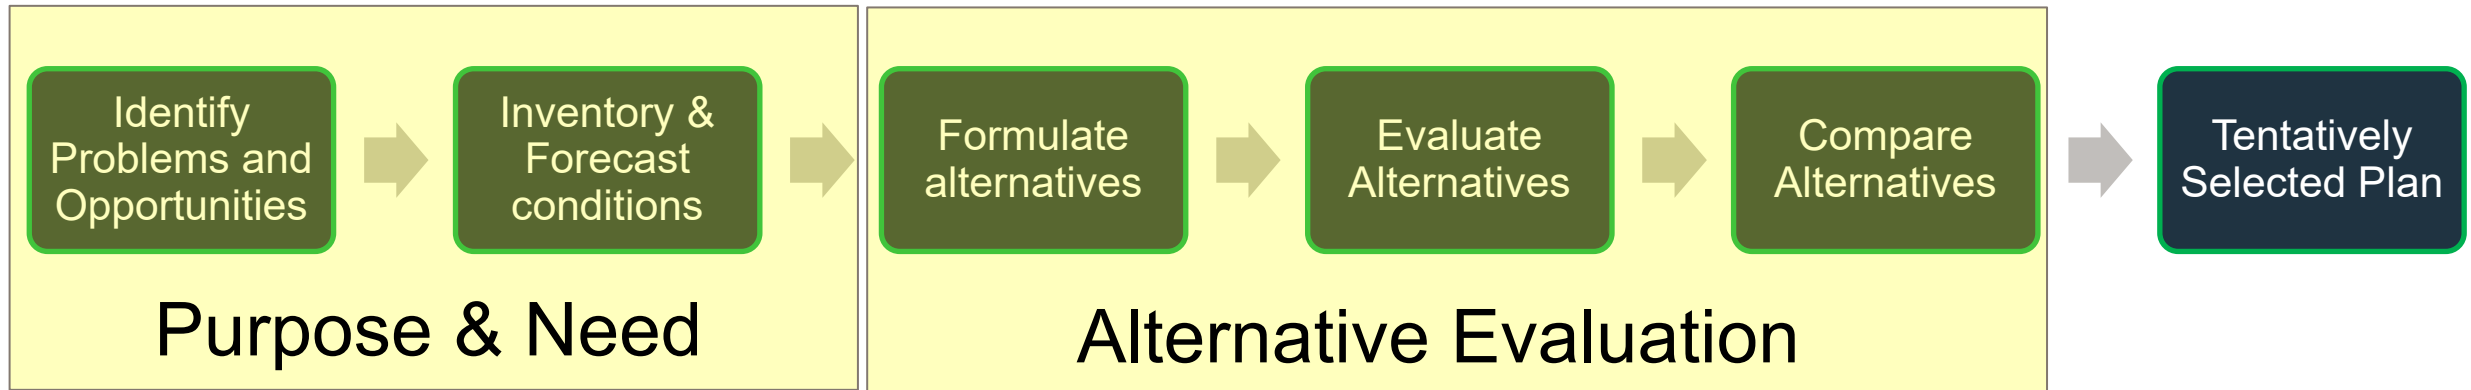 Identify
Problems and
Opportunities
Inventory &
Forecast
conditions
Purpose & Need
Formulate
alternatives
Evaluate
Alternatives
Compare
Alternatives
Alternative Evaluation
Tentatively
Selected Plan